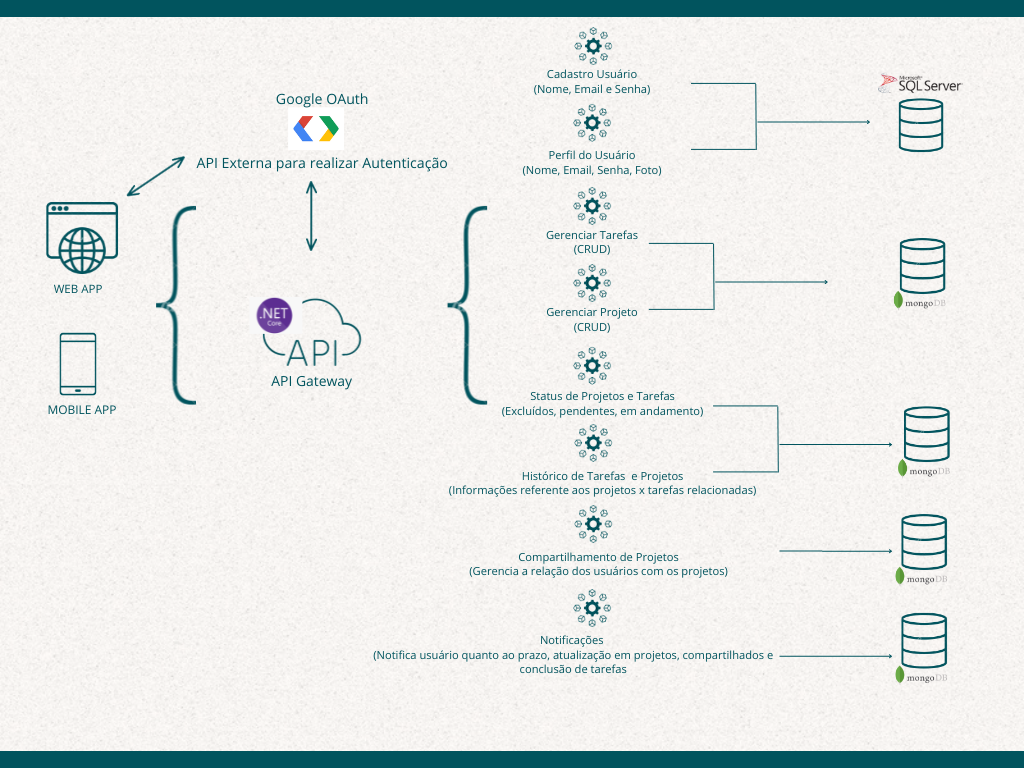 Google OAuth
API Externa para realizar Autenticação
WEB APP
MOBILE APP
.NET
Core
API
API Gateway
Cadastro Usuário
(Nome, Email e Senha)
Perfil do Usuário
(Nome, Email, Senha, Foto)
Gerenciar Tarefas
(CRUD)
Gerenciar Projeto
(CRUD)
Status de Projetos e Tarefas
(Excluídos, pendentes, em andamento)
Histórico de Tarefas e Projetos
(Informações referente aos projetos x tarefas relacionadas)
Compartilhamento de Projetos
(Gerencia a relação dos usuários com os projetos)
Notificações
(Notifica usuário quanto ao prazo, atualização em projetos, compartilhados e
conclusão de tarefas
Microsoft
SQL Server
mongoDB
mongoDB
mongoDB
mongoDB